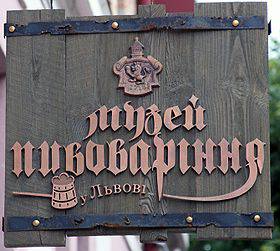 музей
пивоваріння
у Львові